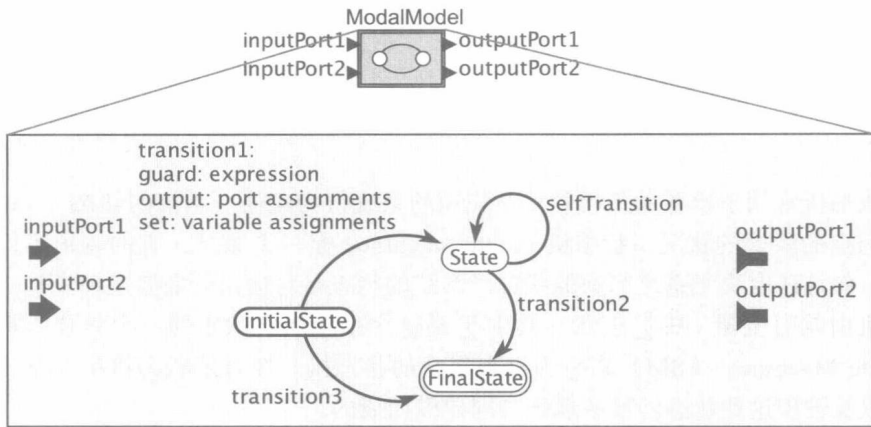 ModalModel
inputPort1
outputPort1
inputPort2
outputPort2
transition1:
guard: expression
output: port assignments
set: variable assignments
inputPort1
inputPort2
selfTransition
outputPort1
outputPort2
State
initialState
transition2
FinalState
transition3